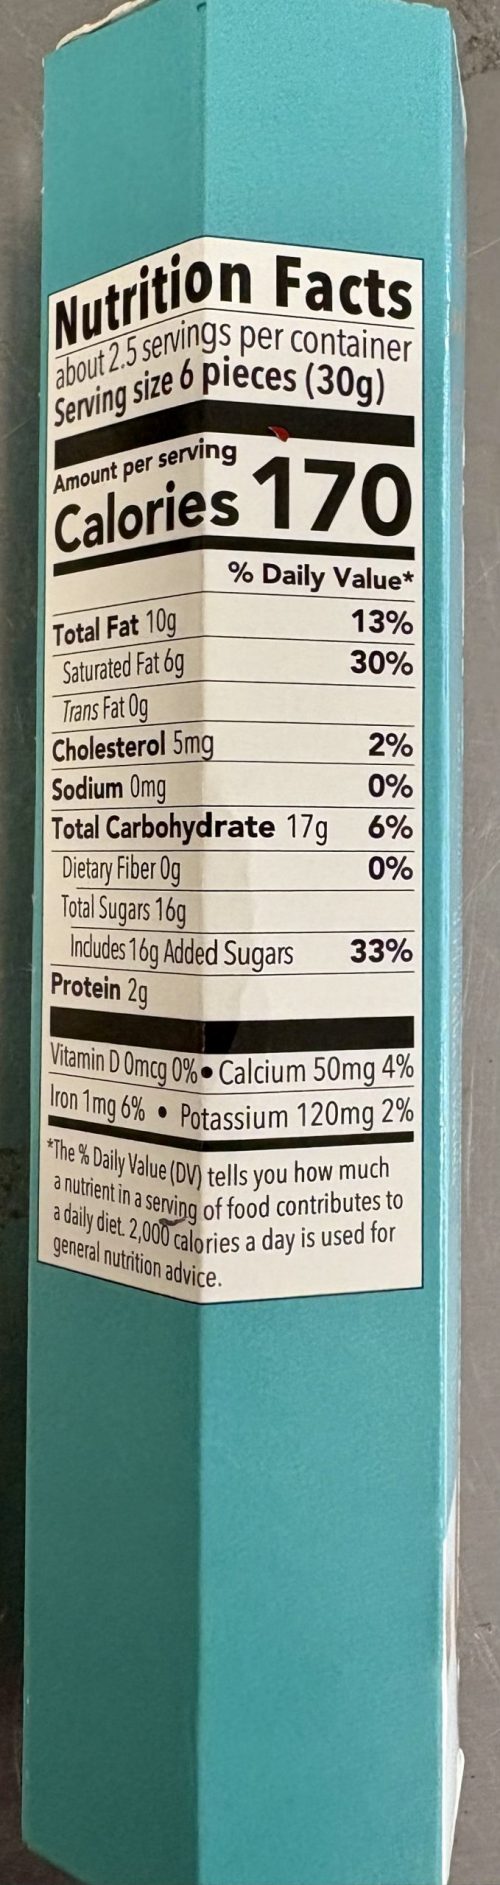 Nutrition Facts
about 2.5 servings per container
Serving size 6 pieces (30g)
Amount per serving
Calories 170
% Daily Value*
Total Fat 10g 13%
Saturated Fat 6g 30%
Trans Fat 0g
Cholesterol 5mg 2%
Sodium 0mg 0%
Total Carbohydrate 17g 6%
Dietary Fiber 0g 0%
Total Sugars 16g
Includes 16g Added Sugars 33%
Protein 2g
Vitamin D 0mcg 0% • Calcium 50mg 4%
Iron 1mg 6% • Potassium 120mg 2%
*The % Daily Value (DV) tells you how much
a nutrient in a serving of food contributes to
a daily diet. 2,000 calories a day is used for
general nutrition advice.